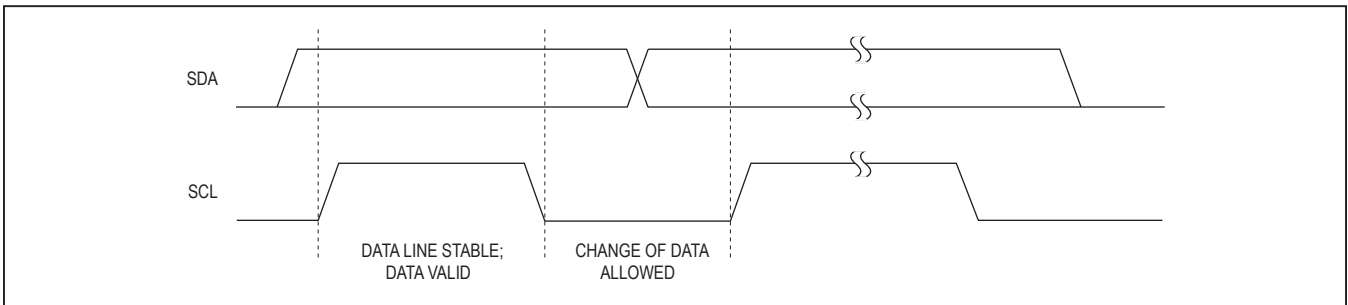 SDA
SCL
DATA LINE STABLE;
DATA VALID
CHANGE OF DATA
ALLOWED